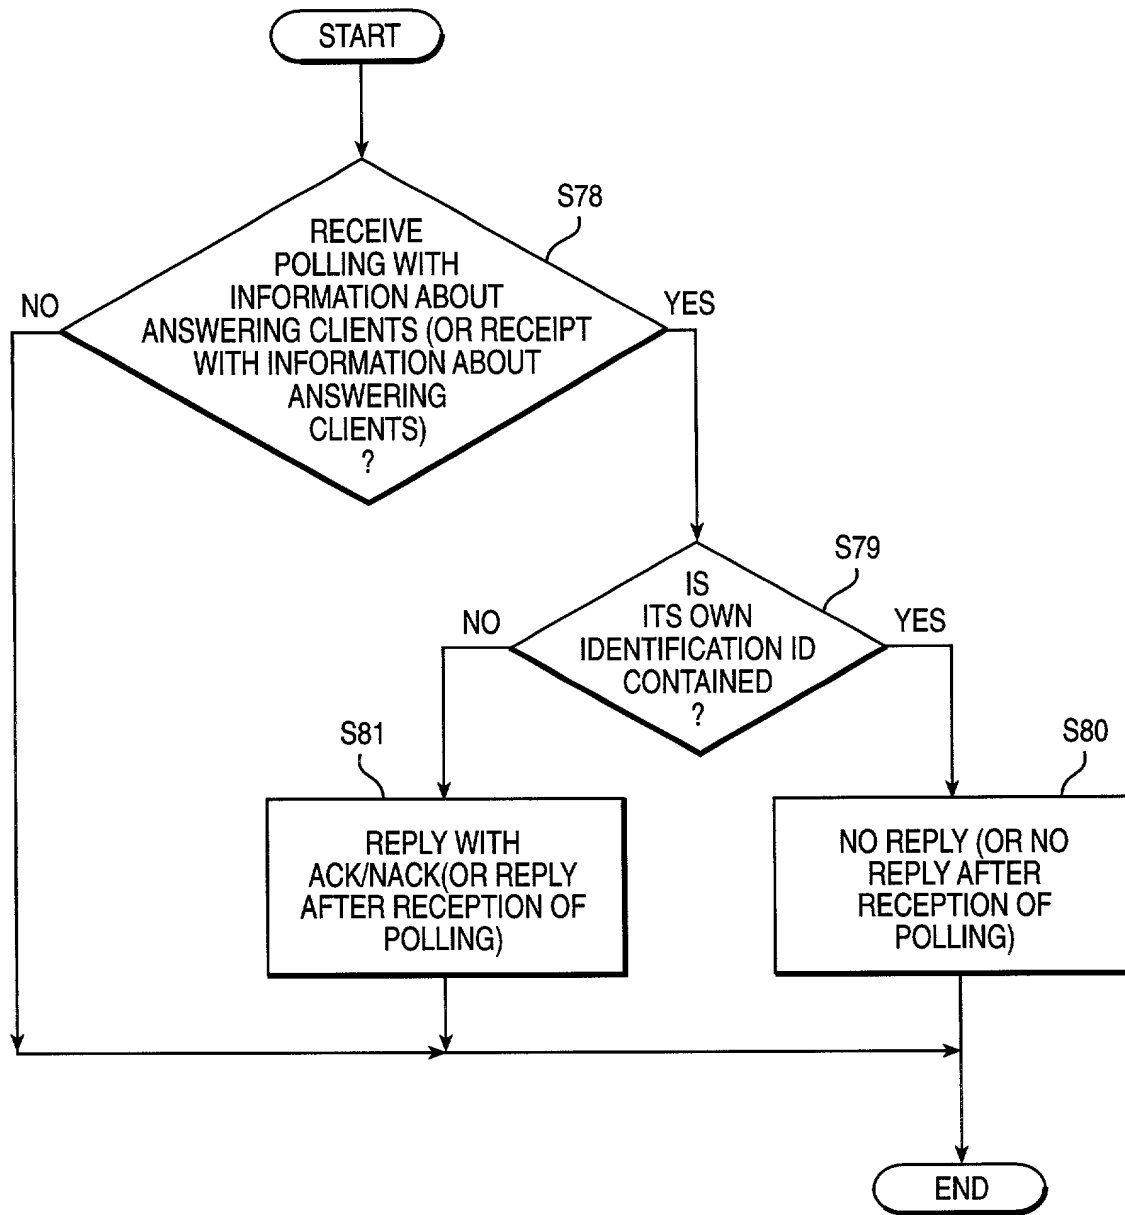 START
S78
RECEIVE
POLLING WITH
INFORMATION ABOUT
ANSWERING CLIENTS (OR RECEIPT
WITH INFORMATION ABOUT
ANSWERING
CLIENTS)
?
NO
YES
S79
IS
ITS OWN
IDENTIFICATION ID
CONTAINED
?
NO
YES
S81
REPLY WITH
ACK/NACK(OR REPLY
AFTER RECEPTION OF
POLLING)
S80
NO REPLY (OR NO
REPLY AFTER
RECEPTION OF
POLLING)
END